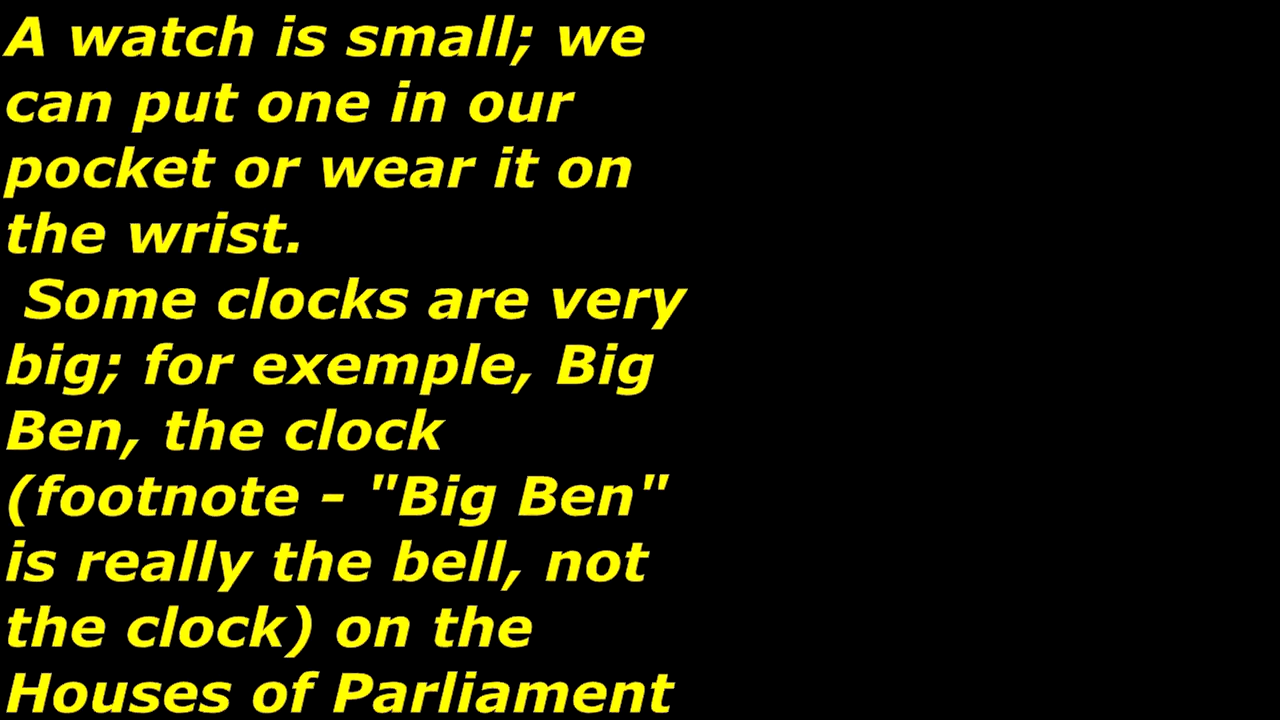 A watch is small; we
can put one in our
pocket or wear it on
the wrist.
Some clocks are very
big; for exemple, Big
Ben, the clock
(footnote - "Big Ben"
is really the bell, not
the clock) on the
Houses of Parliament